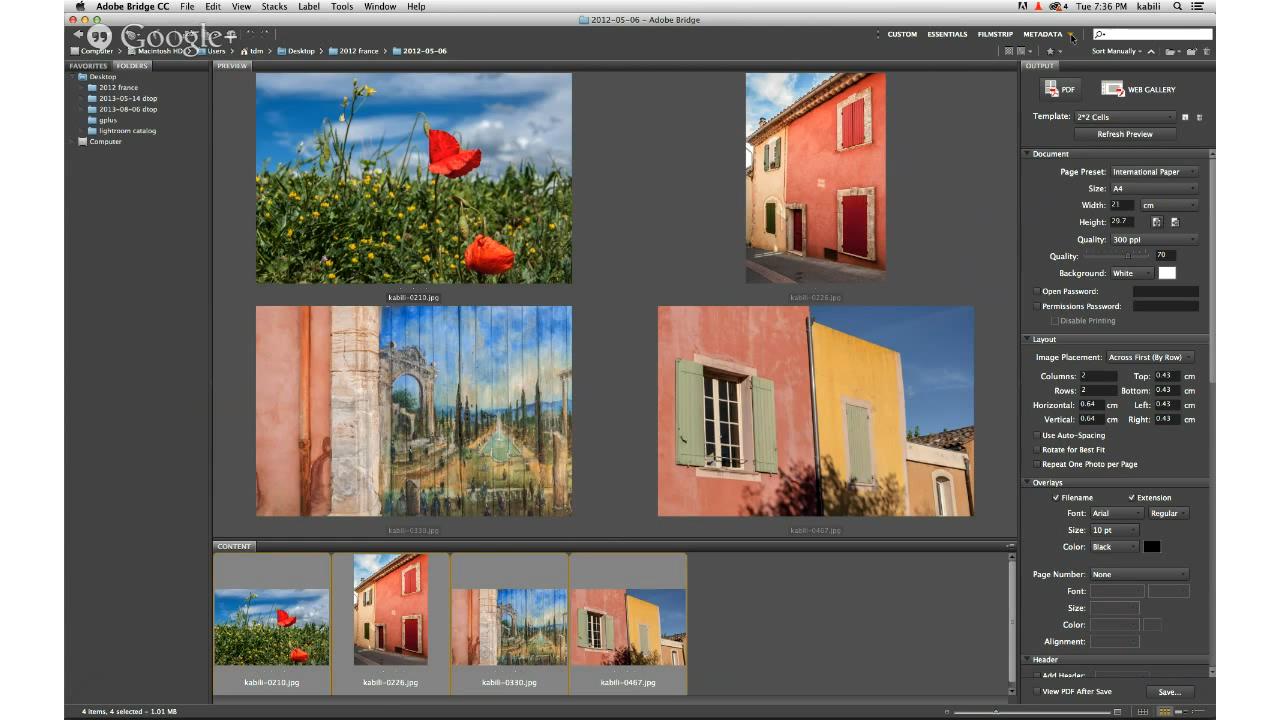 Adobe Bridge CC File Edit View Stacks Label Tools Window Help 4 Tue 7:36 PM kabili
2012-05-06 – Adobe Bridge
Google+
CUSTOM ESSENTIALS FILMSTRIP METADATA
Computer Macintosh HD Users tdm Desktop 2012 france 2012-05-06 Sort Manually
FAVORITES FOLDERS PREVIEW OUTPUT
Desktop
2012 france
2013-05-14 dtop
2013-08-06 dtop
gplus
lightroom catalog
Computer
kabili-0210.jpg kabili-0226.jpg
kabili-0330.jpg kabili-0467.jpg
CONTENT
kabili-0210.jpg kabili-0226.jpg kabili-0330.jpg kabili-0467.jpg
4 items, 4 selected – 1.01 MB
PDF WEB GALLERY
Template: 2*2 Cells
Refresh Preview
Document
Page Preset: International Paper
Size: A4
Width: 21 cm
Height: 29.7
Quality: 300 ppi
Quality: 70
Background: White
Open Password:
Permissions Password:
Disable Printing
Layout
Image Placement: Across First (By Row)
Columns: 2 Top: 0.43 cm
Rows: 2 Bottom: 0.43 cm
Horizontal: 0.64 cm Left: 0.43 cm
Vertical: 0.64 cm Right: 0.43 cm
Use Auto-Spacing
Rotate for Best Fit
Repeat One Photo per Page
Overlays
Filename Extension
Font: Arial Regular
Size: 10 pt
Color: Black
Page Number: None
Font:
Size:
Color:
Alignment:
Header
Add Header
View PDF After Save Save...